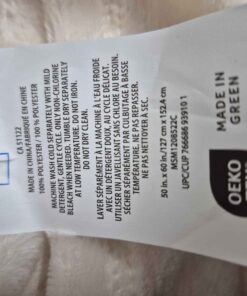 CA 51122
MADE IN CHINA/FABRIQUÉ EN CHINE
100% POLYESTER / 100 % POLYESTER
MACHINE WASH COLD SEPARATELY WITH MILD
DETERGENT, GENTLE CYCLE. ONLY NON-CHLORINE
BLEACH WHEN NEEDED. TUMBLE DRY SEPARATELY
AT LOW TEMPERATURE. DO NOT IRON.
DO NOT DRY CLEAN.
LAVER SÉPARÉMENT À LA MACHINE À L'EAU FROIDE
AVEC UN DÉTERGENT DOUX, AU CYCLE DÉLICAT.
UTILISER UN JAVELLISANT SANS CHLORE AU BESOIN.
SÉCHER SÉPARÉMENT PAR CULBUTAGE À BASSE
TEMPÉRATURE. NE PAS REPASSER.
NE PAS NETTOYER À SEC.
50 in. x 60 in./127 cm x 152,4 cm
MSM1208522C
UPC/CUP 766686 93910 1
MADE IN
GREEN
OEKO